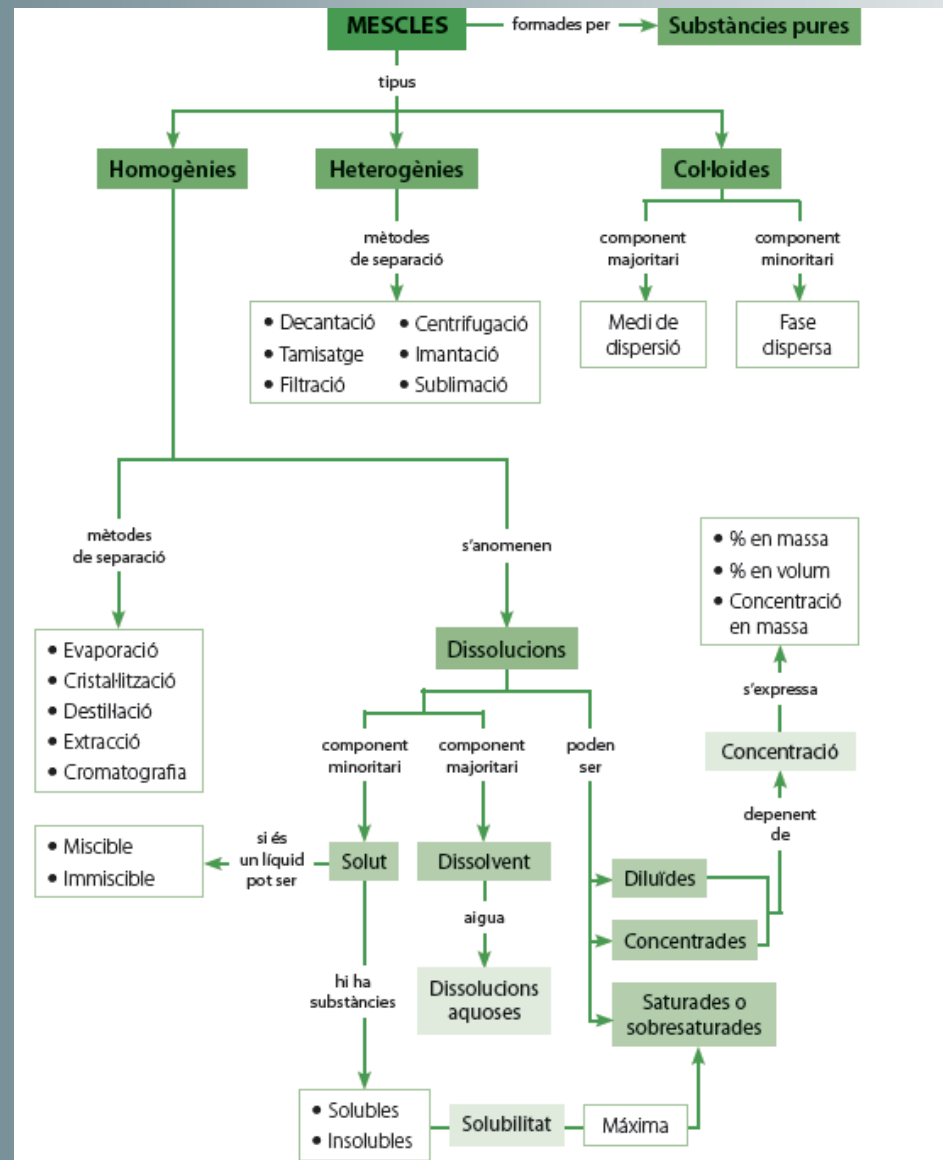 MESCLES
formades per
Substàncies pures
tipus
Homogènies
Heterogènies
Col·loides
mètodes
de separació
component
majoritari
component
minoritari
• Decantació
• Tamisatge
• Filtració
• Centrifugació
• Imantació
• Sublimació
Medi de
dispersió
Fase
dispersa
mètodes
de separació
s'anomenen
• % en massa
• % en volum
• Concentració
en massa
• Evaporació
• Cristal·lització
• Destil·lació
• Extracció
• Cromatografia
Dissolucions
s'expressa
component
minoritari
component
majoritari
poden
ser
Concentració
depenent
de
• Miscible
• Immiscible
si és
un líquid
pot ser
Solut
Dissolvent
Diluïdes
aigua
Concentrades
hi ha
substàncies
Dissolucions
aquoses
Saturades o
sobresaturades
• Solubles
• Insolubles
Solubilitat
Máxima